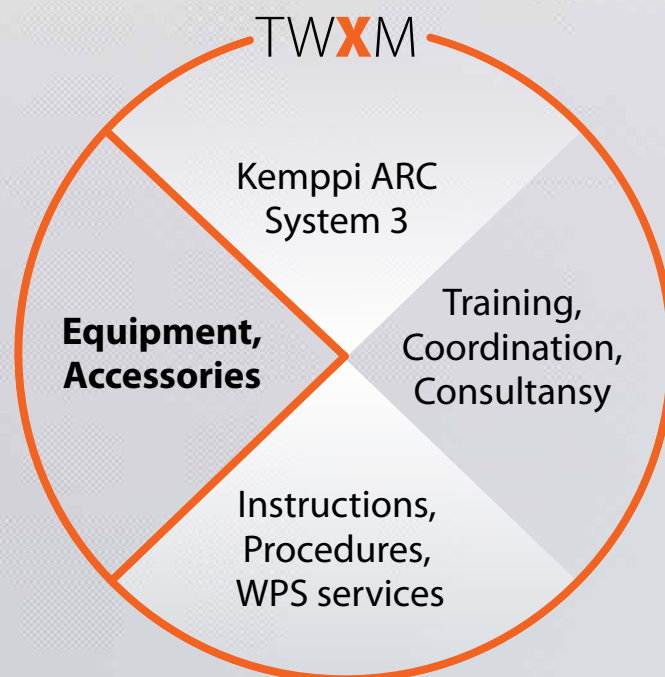 TWXM
Kemppi ARC
System 3
Equipment,
Accessories
Training,
Coordination,
Consultansy
Instructions,
Procedures,
WPS services